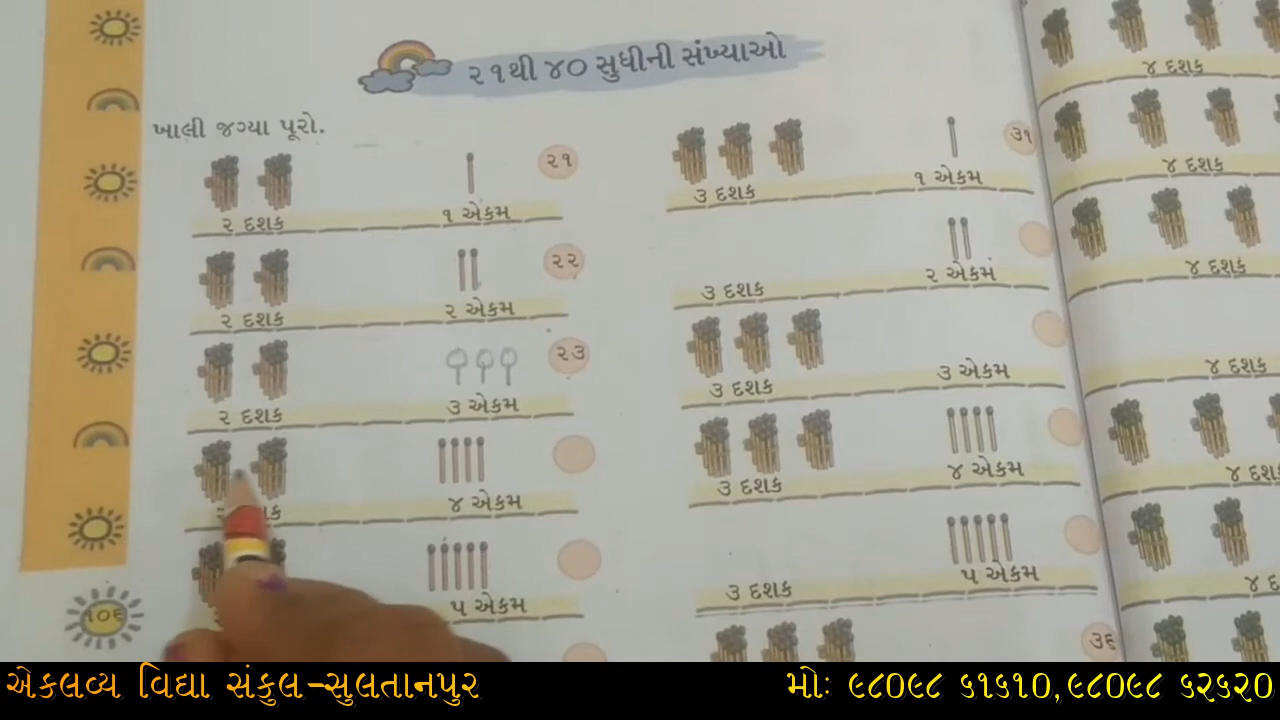 ૨૧થી ૪૦ સુધીની સંખ્યાઓ
ખાલી જગ્યા પૂરો.
૨૧
૨ દશક ૧ એકમ
૨૨
૨ દશક ૨ એકમ
૨૩
૨ દશક ૩ એકમ
૪ એકમ
૫ એકમ
૩૧
૩ દશક ૧ એકમ
૩ દશક ૨ એકમ
૩ દશક ૩ એકમ
૩ દશક ૪ એકમ
૩ દશક ૫ એકમ
૩૬
૪ દશક
૪ દશક
૪ દશક
૪ દશક
૪ દશક
૧૦૬
એકલવ્ય વિદ્યા સંકુલ-સુલતાનપુર
મોઃ ૯૮૦૯૮ ૬૧૬૧૦,૯૮૦૯૮ ૬૨૬૨૦